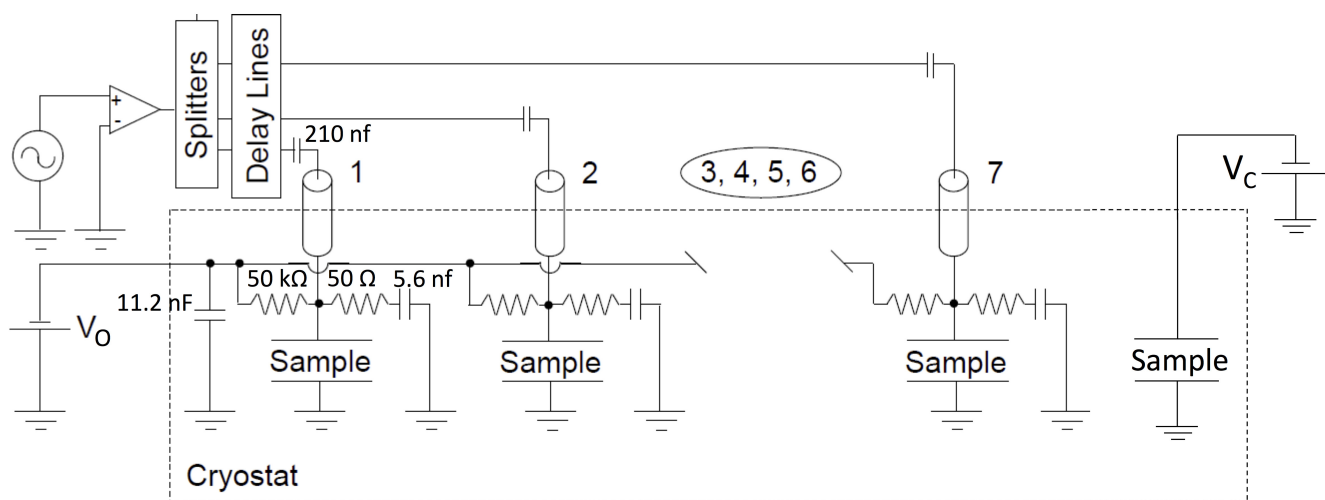 Splitters
Delay Lines
+
-
210 nf
1
2
3, 4, 5, 6
7
V_C
50 kΩ
50 Ω
5.6 nf
11.2 nF
V_O
Sample
Sample
Sample
Sample
Cryostat